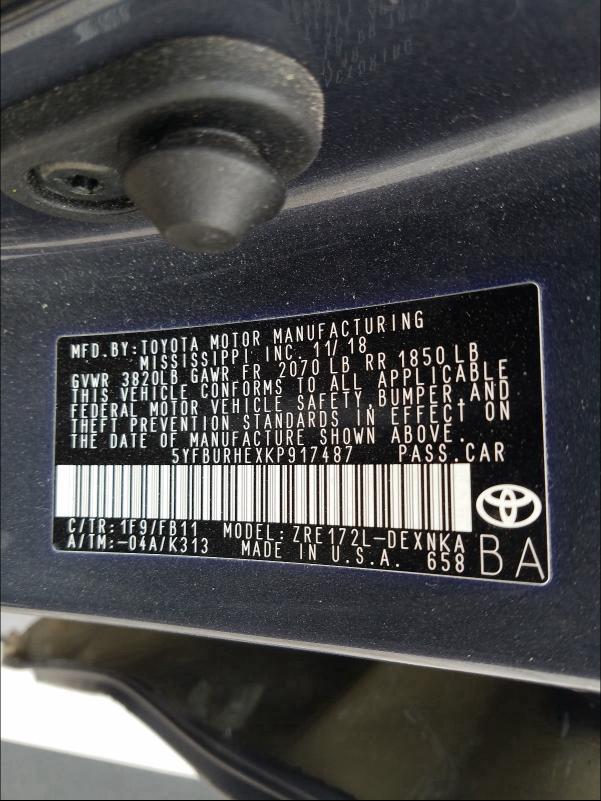 MFD.BY:TOYOTA MOTOR MANUFACTURING
MISSISSIPPI INC. 11/18
GVWR 3820LB GAWR FR 2070 LB RR 1850 LB
THIS VEHICLE CONFORMS TO ALL APPLICABLE
FEDERAL MOTOR VEHICLE SAFETY, BUMPER, AND
THEFT PREVENTION STANDARDS IN EFFECT ON
THE DATE OF MANUFACTURE SHOWN ABOVE.
5YFBURHEXKP917487 PASS.CAR
C/TR:1F9/FB11 MODEL:ZRE172L-DEXNKA
A/TM:-04A/K313 MADE IN U.S.A. 658
BA